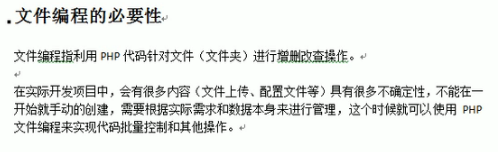 文件编程的必要性
文件编程指利用 PHP 代码针对文件（文件夹）进行增删改查操作。
在实际开发项目中，会有很多内容（文件上传、配置文件等）具有很多不确定性，不能在一
开始就手动的创建，需要根据实际需求和数据本身来进行管理，这个时候就可以使用 PHP
文件编程来实现代码批量控制和其他操作。